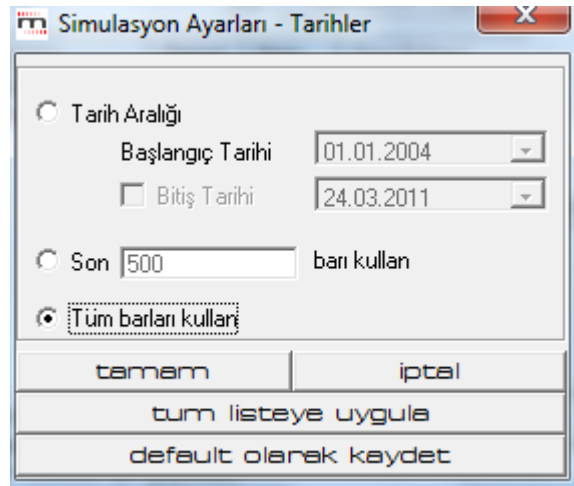 Simulasyon Ayarları - Tarihler
Tarih Aralığı
Başlangıç Tarihi 01.01.2004
Bitiş Tarihi 24.03.2011
Son 500 barı kullan
Tüm barları kullan
tamam iptal
tum listeye uygula
default olarak kaydet